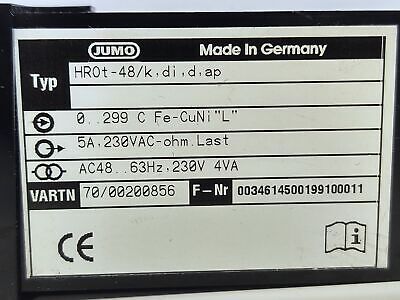 JUMO Made In Germany
Typ HROt-48/k,di,d,ap
0..299 C Fe-CuNi"L"
5A,230VAC-ohm.Last
AC48..63Hz,230V 4VA
VARTN 70/00200856 F-Nr 0034614500199100011
CE
i